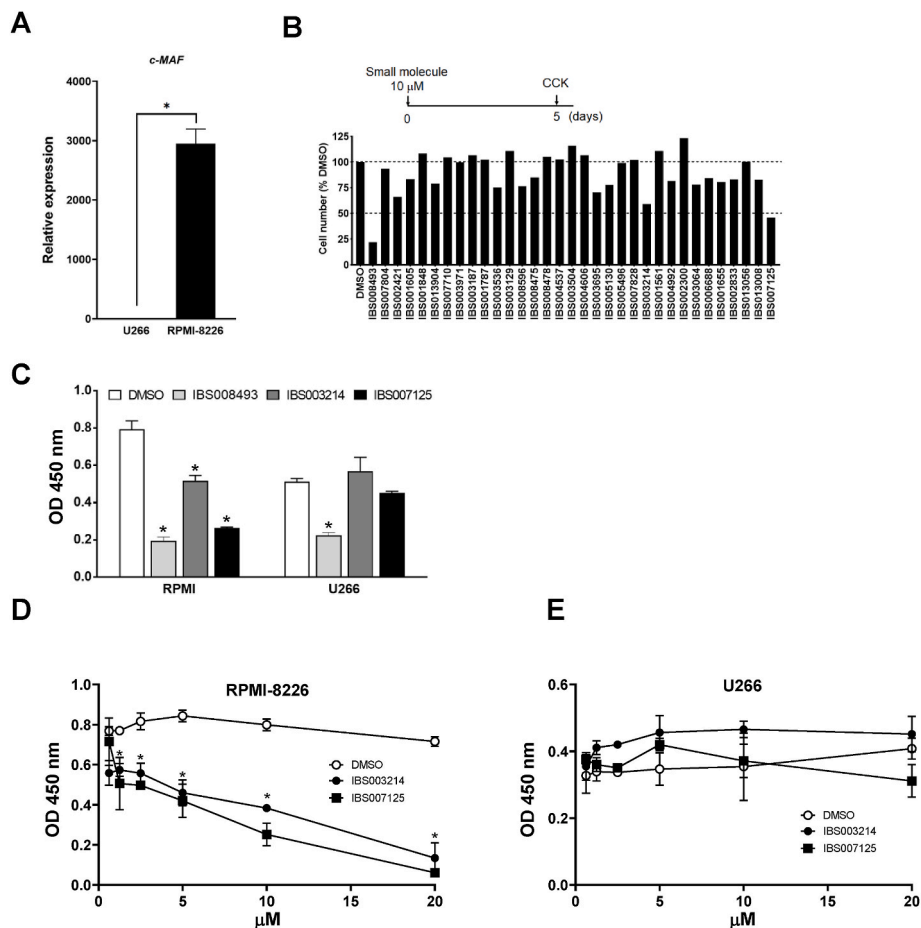 A
c-MAF
4000
3000
2000
1000
0
Relative expression
*
U266 RPMI-8226
B
Small molecule
10 µM
CCK
0 5 (days)
125
100
75
50
25
0
Cell number (% DMSO)
DMSO
IBS008493
IBS007804
IBS002421
IBS001605
IBS001848
IBS013904
IBS007710
IBS003971
IBS003187
IBS001787
IBS003536
IBS003129
IBS008596
IBS008475
IBS008478
IBS004537
IBS003504
IBS004606
IBS003695
IBS005130
IBS005496
IBS007828
IBS003214
IBS001561
IBS004992
IBS002300
IBS003064
IBS006688
IBS001655
IBS002833
IBS013056
IBS013008
IBS007125
C
DMSO IBS008493 IBS003214 IBS007125
1.0
0.8
0.6
0.4
0.2
0.0
OD 450 nm
* * * *
RPMI U266
D
RPMI-8226
1.0
0.8
0.6
0.4
0.2
0.0
OD 450 nm
DMSO
IBS003214
IBS007125
* * * * *
0 5 10 15 20
µM
E
U266
0.6
0.4
0.2
0.0
OD 450 nm
DMSO
IBS003214
IBS007125
0 5 10 15 20
µM